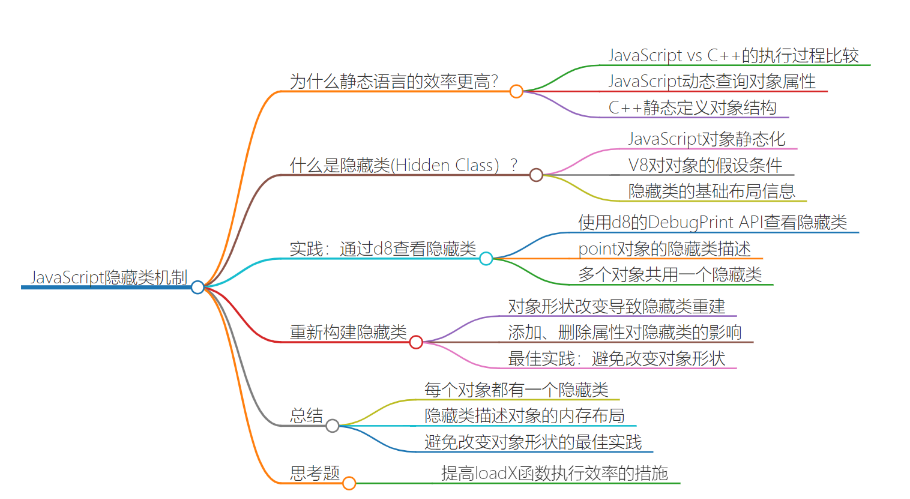 JavaScript隐藏类机制
为什么静态语言的效率更高？
JavaScript vs C++的执行过程比较
JavaScript动态查询对象属性
C++静态定义对象结构
什么是隐藏类(Hidden Class) ？
JavaScript对象静态化
V8对对象的假设条件
隐藏类的基础布局信息
实践：通过d8查看隐藏类
使用d8的DebugPrint API查看隐藏类
point对象的隐藏类描述
多个对象共用一个隐藏类
重新构建隐藏类
对象形状改变导致隐藏类重建
添加、删除属性对隐藏类的影响
最佳实践：避免改变对象形状
总结
每个对象都有一个隐藏类
隐藏类描述对象的内存布局
避免改变对象形状的最佳实践
思考题
提高loadX函数执行效率的措施